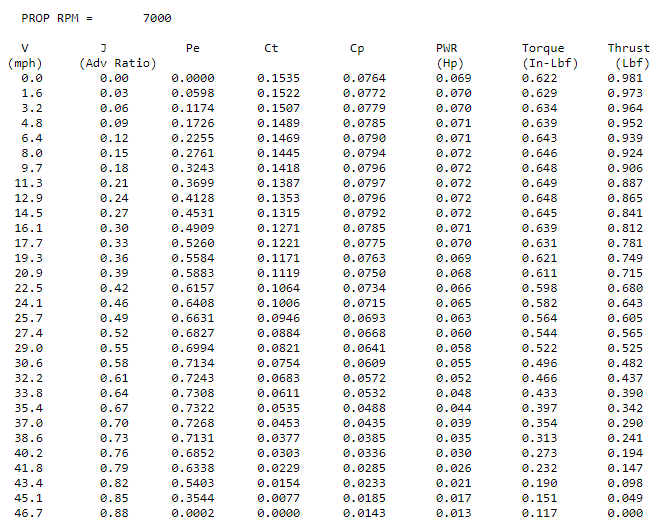 PROP RPM = 7000
V J Pe Ct Cp PWR Torque Thrust
(mph) (Adv Ratio) (Hp) (In-Lbf) (Lbf)
0.0 0.00 0.0000 0.1535 0.0764 0.069 0.622 0.981
1.6 0.03 0.0598 0.1522 0.0772 0.070 0.629 0.973
3.2 0.06 0.1174 0.1507 0.0779 0.070 0.634 0.964
4.8 0.09 0.1726 0.1489 0.0785 0.071 0.639 0.952
6.4 0.12 0.2255 0.1469 0.0790 0.071 0.643 0.939
8.0 0.15 0.2761 0.1445 0.0794 0.072 0.646 0.924
9.7 0.18 0.3243 0.1418 0.0796 0.072 0.648 0.906
11.3 0.21 0.3699 0.1387 0.0797 0.072 0.649 0.887
12.9 0.24 0.4128 0.1353 0.0796 0.072 0.648 0.865
14.5 0.27 0.4531 0.1315 0.0792 0.072 0.645 0.841
16.1 0.30 0.4909 0.1271 0.0785 0.071 0.639 0.812
17.7 0.33 0.5260 0.1221 0.0775 0.070 0.631 0.781
19.3 0.36 0.5584 0.1171 0.0763 0.069 0.621 0.749
20.9 0.39 0.5883 0.1119 0.0750 0.068 0.611 0.715
22.5 0.42 0.6157 0.1064 0.0734 0.066 0.598 0.680
24.1 0.46 0.6408 0.1006 0.0715 0.065 0.582 0.643
25.7 0.49 0.6631 0.0946 0.0693 0.063 0.564 0.605
27.4 0.52 0.6827 0.0884 0.0668 0.060 0.544 0.565
29.0 0.55 0.6994 0.0821 0.0641 0.058 0.522 0.525
30.6 0.58 0.7134 0.0754 0.0609 0.055 0.496 0.482
32.2 0.61 0.7243 0.0683 0.0572 0.052 0.466 0.437
33.8 0.64 0.7308 0.0611 0.0532 0.048 0.433 0.390
35.4 0.67 0.7322 0.0535 0.0488 0.044 0.397 0.342
37.0 0.70 0.7268 0.0453 0.0435 0.039 0.354 0.290
38.6 0.73 0.7131 0.0377 0.0385 0.035 0.313 0.241
40.2 0.76 0.6852 0.0303 0.0336 0.030 0.273 0.194
41.8 0.79 0.6338 0.0229 0.0285 0.026 0.232 0.147
43.4 0.82 0.5403 0.0154 0.0233 0.021 0.190 0.098
45.1 0.85 0.3544 0.0077 0.0185 0.017 0.151 0.049
46.7 0.88 0.0002 0.0000 0.0143 0.013 0.117 0.000